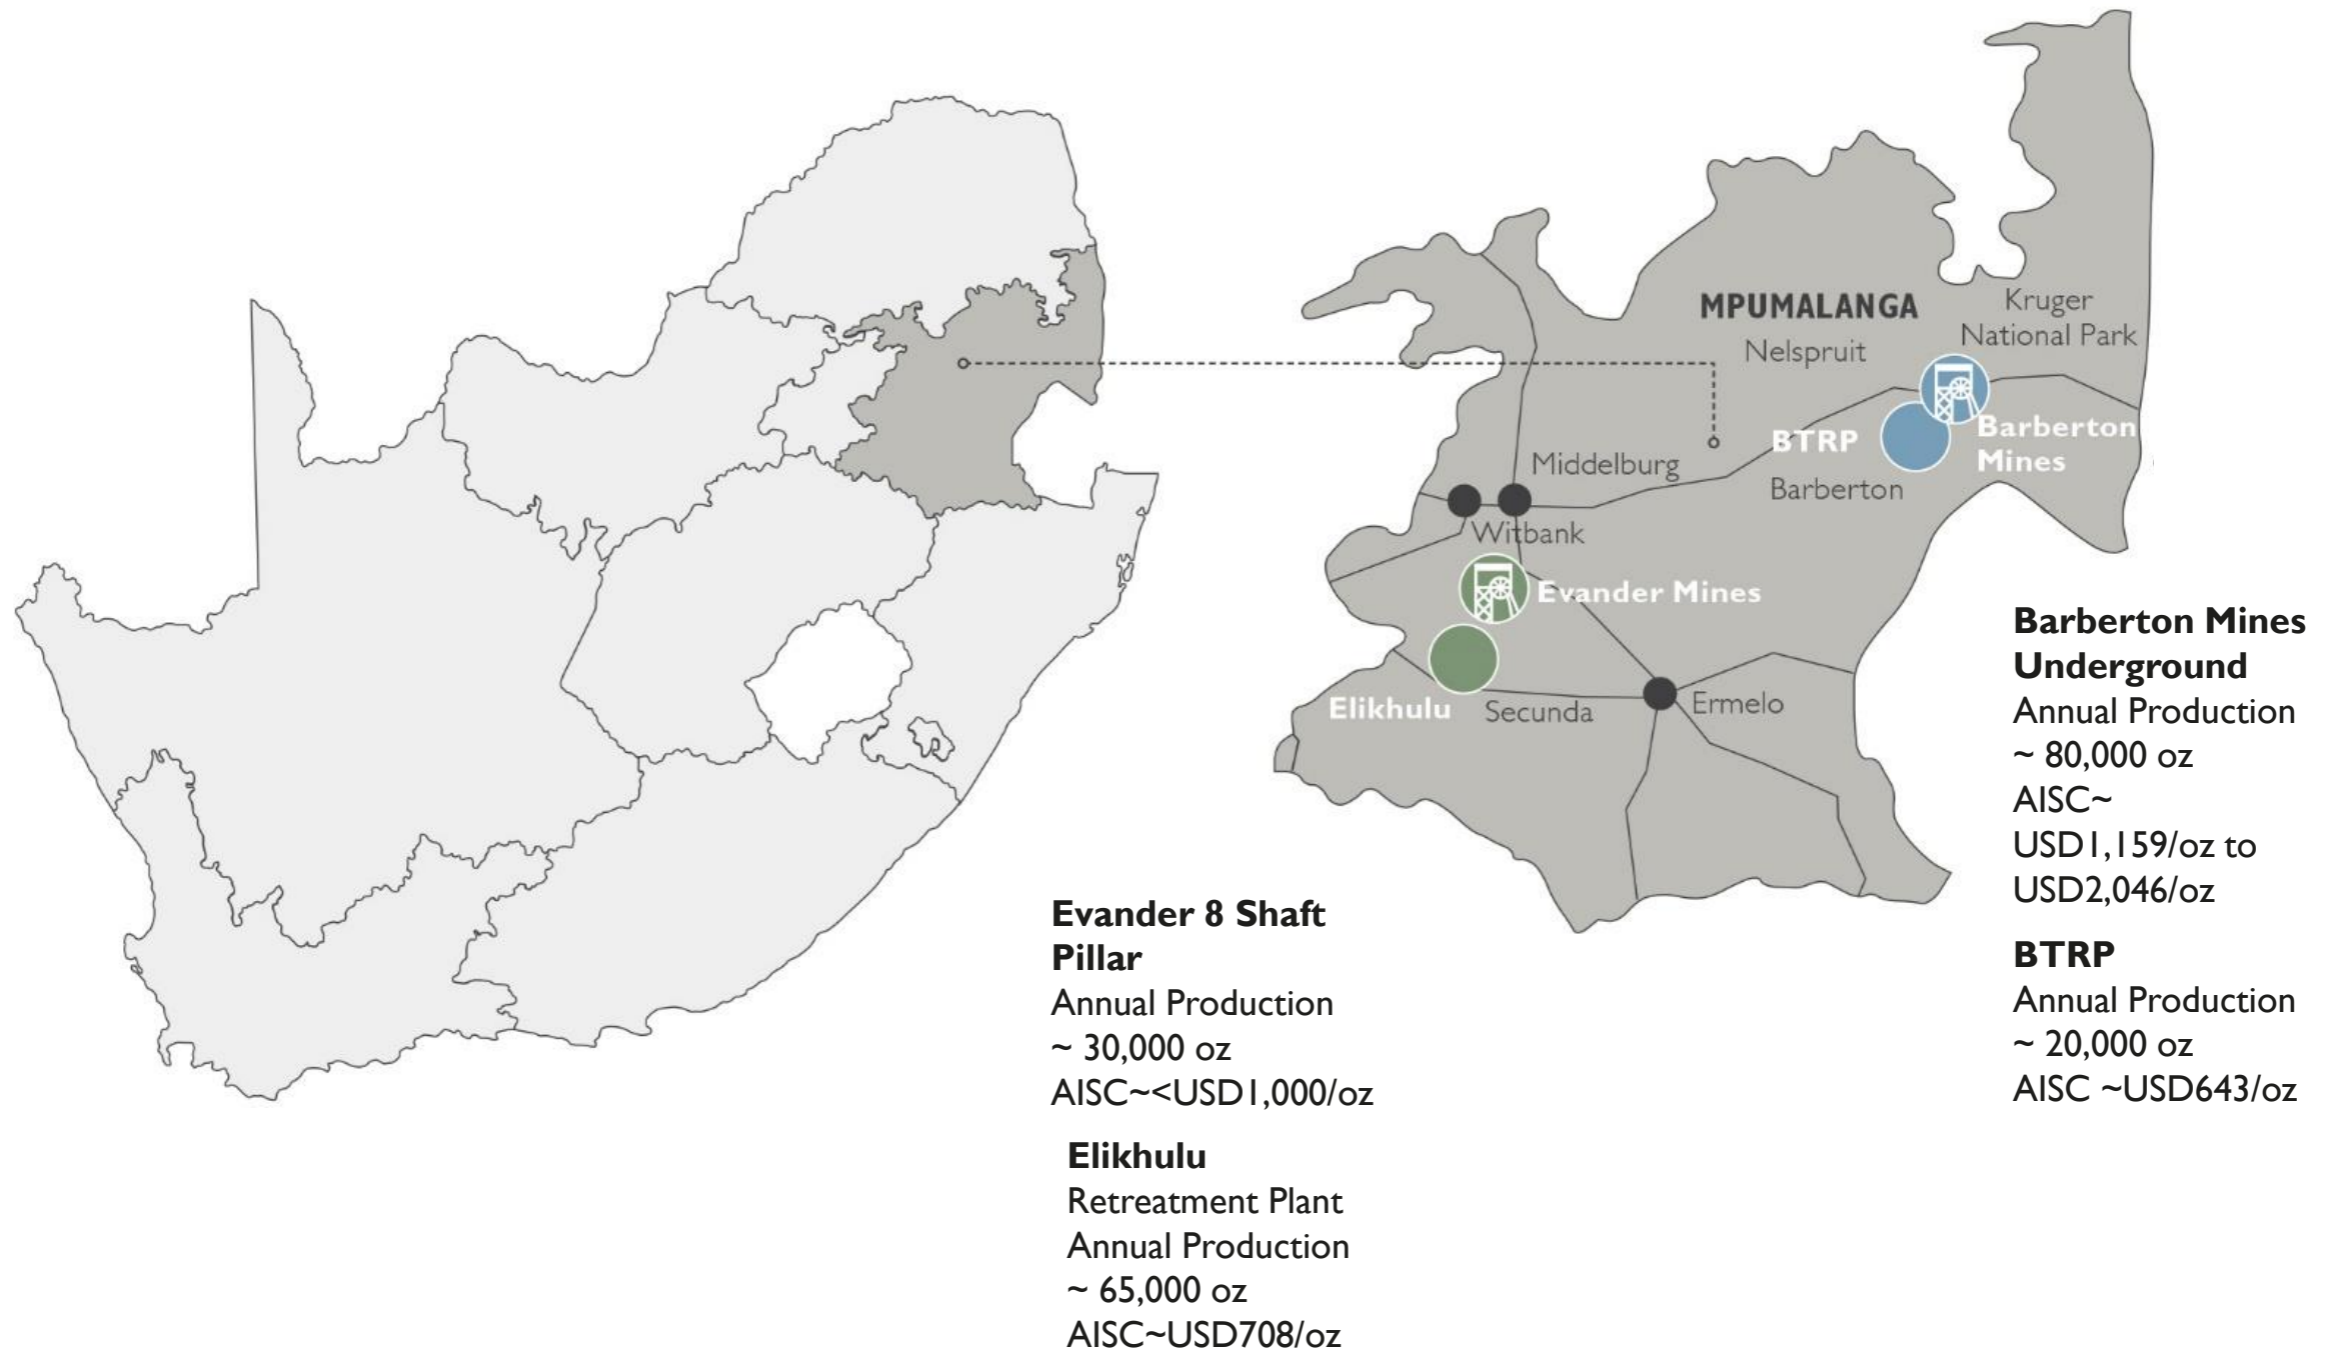 MPUMALANGA
Nelspruit
Kruger
National Park
BTRP
Barberton
Mines
Middelburg
Barberton
Witbank
Evander Mines
Elikhulu
Secunda
Ermelo
Barberton Mines
Underground
Annual Production
~ 80,000 oz
AISC~
USD1,159/oz to
USD2,046/oz
BTRP
Annual Production
~ 20,000 oz
AISC ~USD643/oz
Evander 8 Shaft
Pillar
Annual Production
~ 30,000 oz
AISC~<USD1,000/oz
Elikhulu
Retreatment Plant
Annual Production
~ 65,000 oz
AISC~USD708/oz